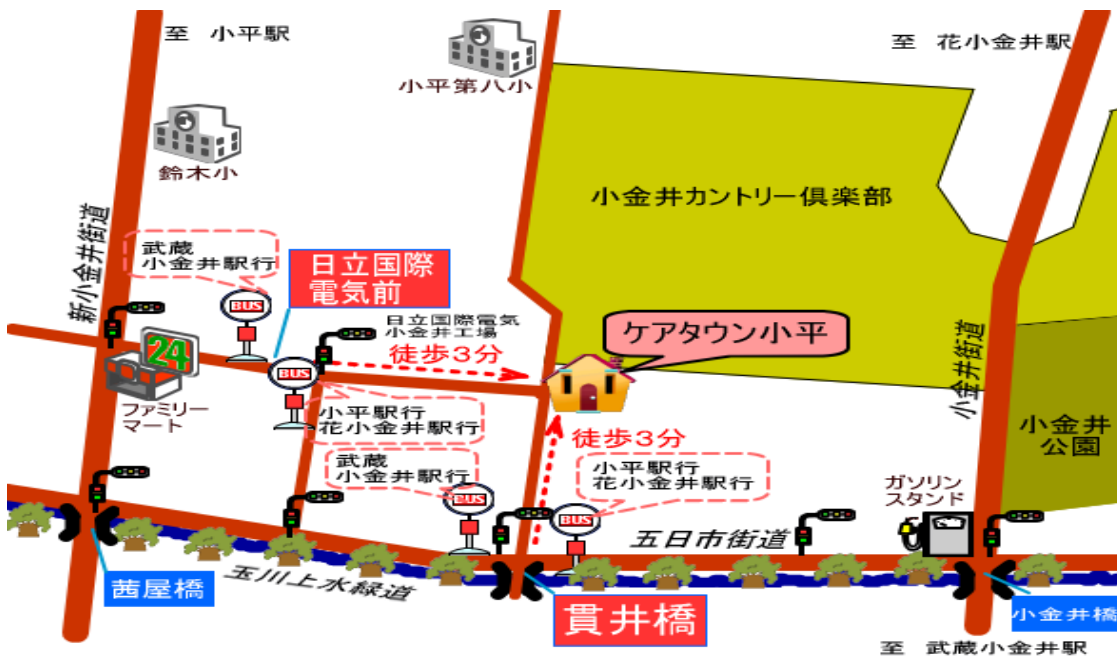 至 小平駅
至 花小金井駅
小平第八小
鈴木小
小金井カントリー倶楽部
新小金井街道
武蔵
小金井駅行
日立国際
電気前
BUS
24
日立国際電気
小金井工場
徒歩3分
ケアタウン小平
BUS
ファミリー
マート
小平駅行
花小金井駅行
徒歩3分
小金井街道
小金井
公園
武蔵
小金井駅行
小平駅行
花小金井駅行
BUS
BUS
ガソリン
スタンド
五日市街道
玉川上水緑道
茜屋橋
貫井橋
小金井橋
至 武蔵小金井駅